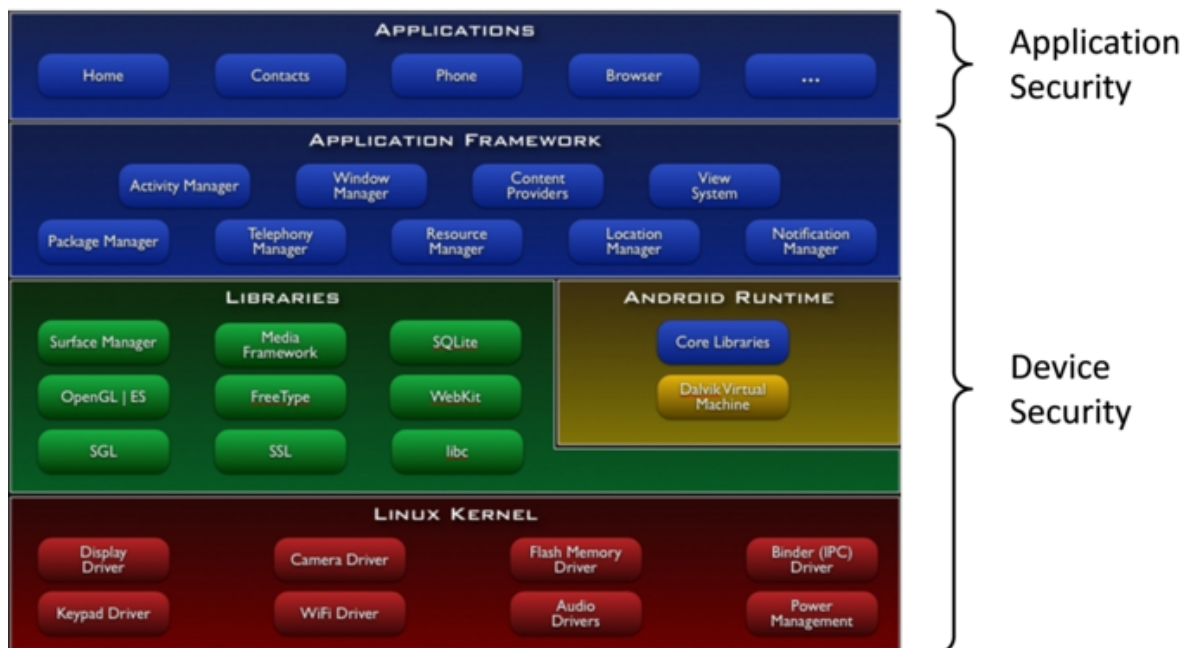 APPLICATIONS
Home
Contacts
Phone
Browser
...
Application
Security
APPLICATION FRAMEWORK
Activity Manager
Window
Manager
Content
Providers
View
System
Package Manager
Telephony
Manager
Resource
Manager
Location
Manager
Notification
Manager
LIBRARIES
Surface Manager
Media
Framework
SQLite
OpenGL | ES
FreeType
WebKit
SGL
SSL
libc
ANDROID RUNTIME
Core Libraries
Dalvik Virtual
Machine
Device
Security
LINUX KERNEL
Display
Driver
Camera Driver
Flash Memory
Driver
Binder (IPC)
Driver
Keypad Driver
WiFi Driver
Audio
Drivers
Power
Management